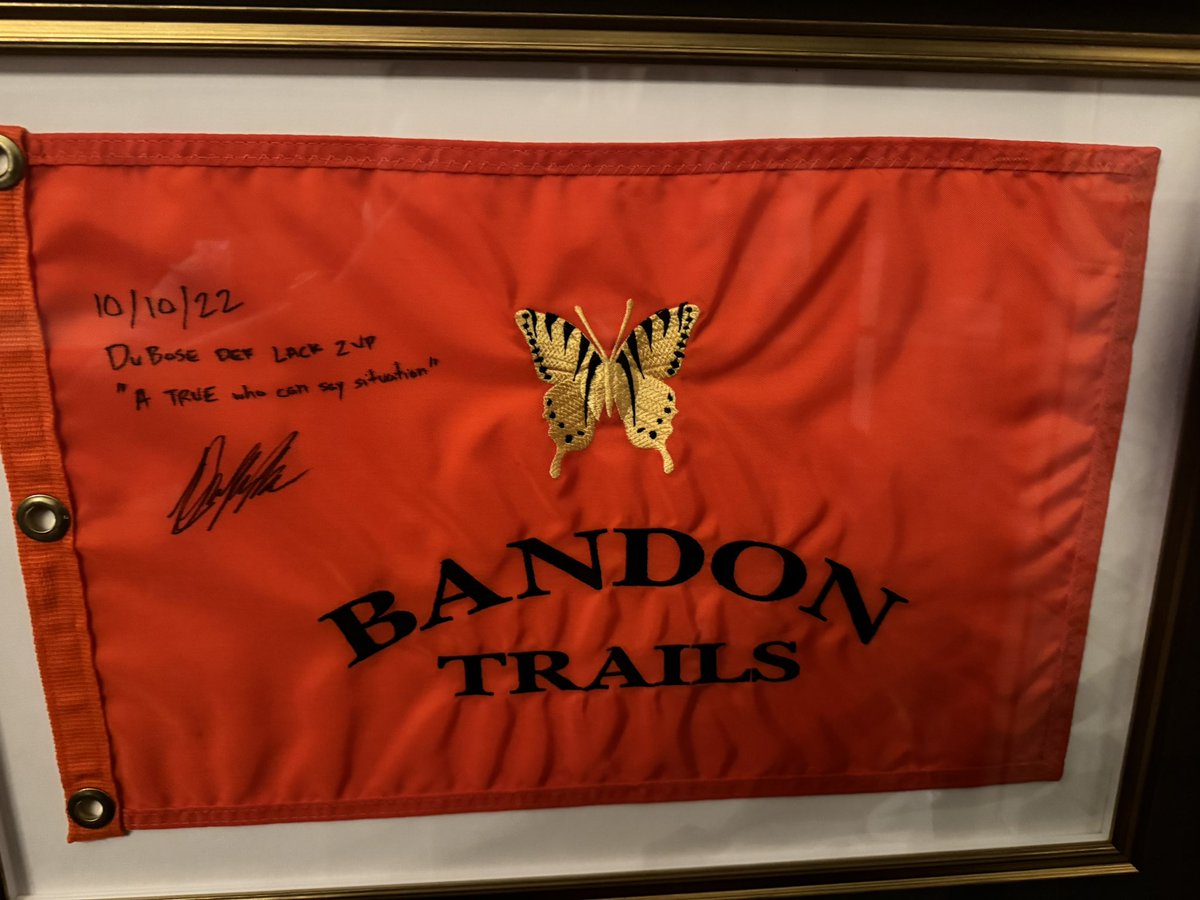 10/10/22
DuBose DEF LACK 2UP
"A TRUE who can say situation"
BANDON
TRAILS